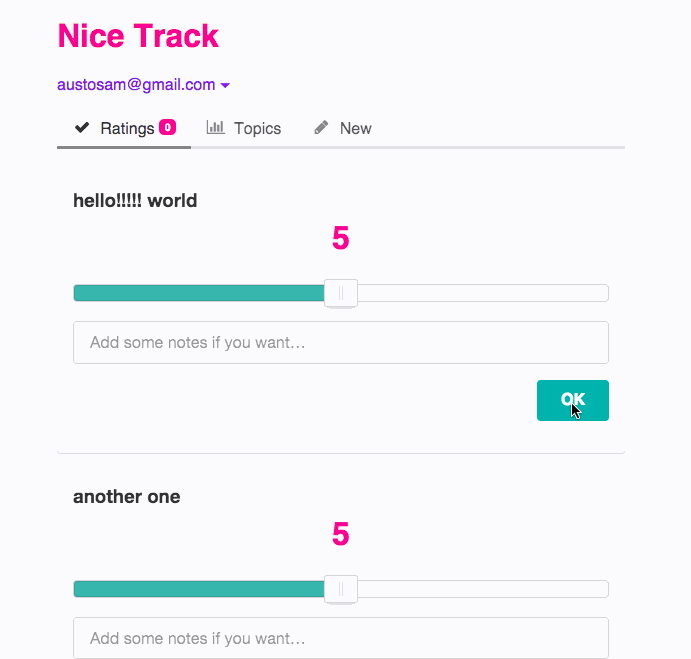 Nice Track
austosam@gmail.com
Ratings 0 Topics New
hello!!!!! world
5
Add some notes if you want…
OK
another one
5
Add some notes if you want…